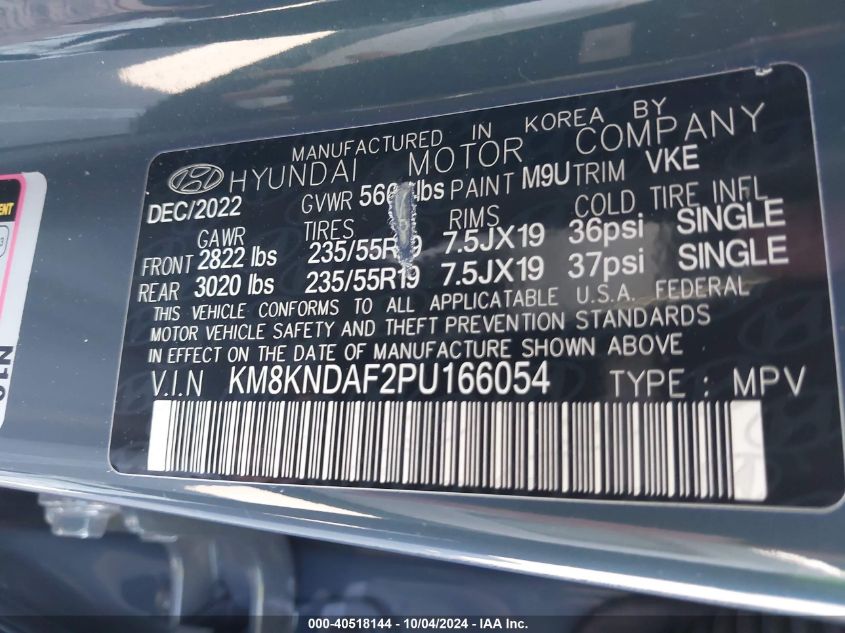 MANUFACTURED IN KOREA BY
HYUNDAI MOTOR COMPANY
DEC/2022 GVWR lbs PAINT M9U TRIM VKE
GAWR TIRES RIMS COLD TIRE INFL
FRONT 2822 lbs 235/55R19 7.5JX19 36psi SINGLE
REAR 3020 lbs 235/55R19 7.5JX19 37psi SINGLE
THIS VEHICLE CONFORMS TO ALL APPLICATABLE U.S.A. FEDERAL
MOTOR VEHICLE SAFETY AND THEFT PREVENTION STANDARDS
IN EFFECT ON THE DATE OF MANUFACTURE SHOWN ABOVE
V.I.N KM8KNDAF2PU166054 TYPE : MPV
000-40518144 - 10/04/2024 - IAA Inc.